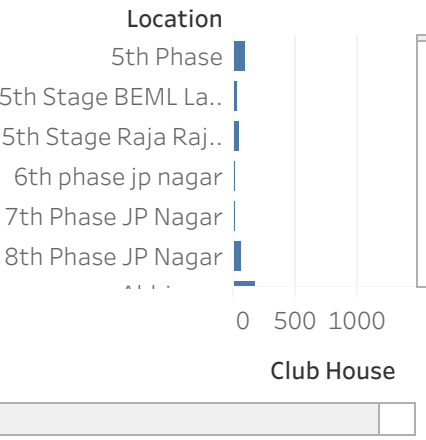 Location
5th Phase
5th Stage BEML La..
5th Stage Raja Raj..
6th phase jp nagar
7th Phase JP Nagar
8th Phase JP Nagar
0 500 1000
Club House